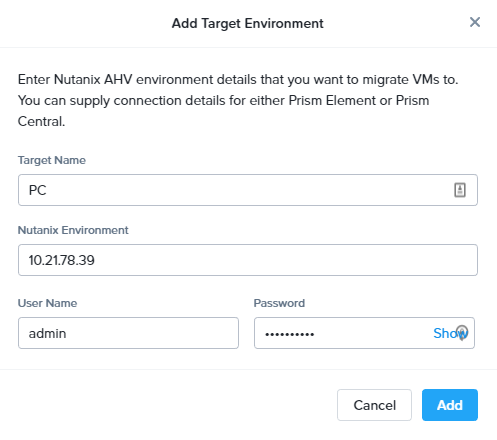 Add Target Environment
Enter Nutanix AHV environment details that you want to migrate VMs to.
You can supply connection details for either Prism Element or Prism
Central.
Target Name
PC
Nutanix Environment
10.21.78.39
User Name
Password
admin
•••••••••• Show
Cancel
Add